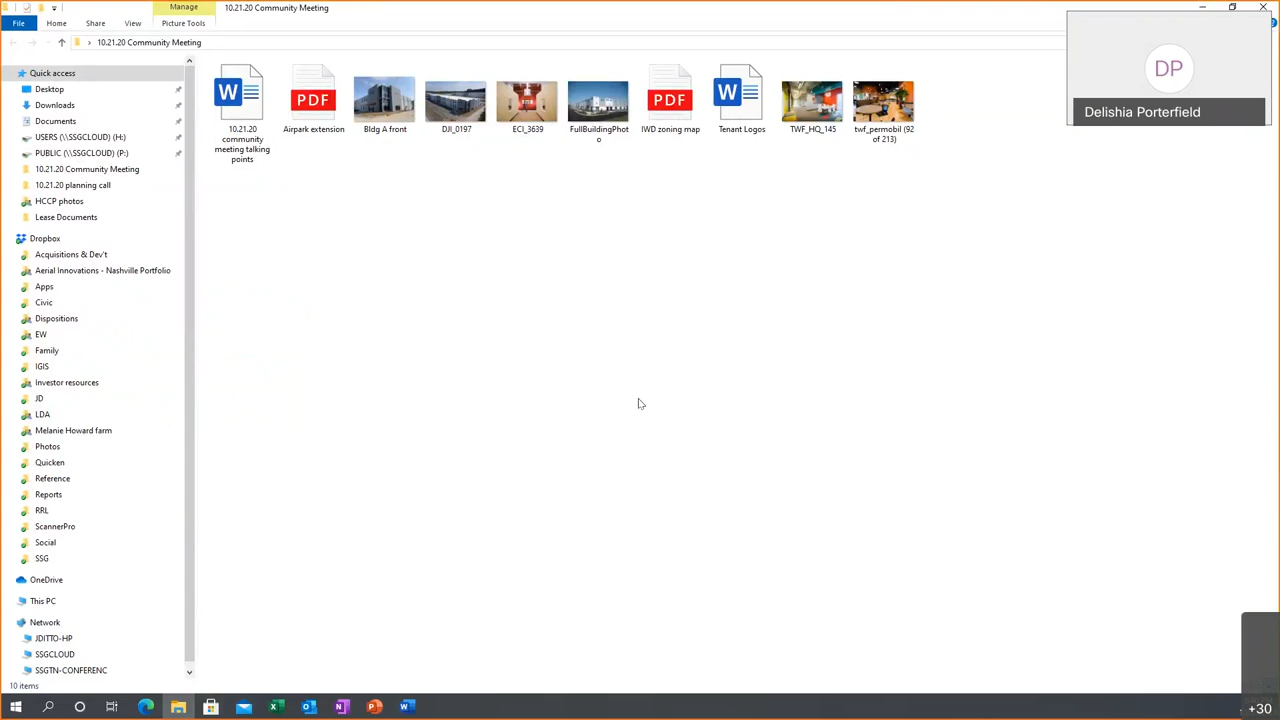 Manage
10.21.20 Community Meeting
File
Home
Share
View
Picture Tools
10.21.20 Community Meeting
Quick access
Desktop
Downloads
Documents
USERS (\\SSGCLOUD) (H:)
PUBLIC (\\SSGCLOUD) (P:)
10.21.20 Community Meeting
10.21.20 planning call
HCCP photos
Lease Documents
Dropbox
Acquisitions & Dev't
Aerial Innovations - Nashville Portfolio
Apps
Civic
Dispositions
EW
Family
IGIS
Investor resources
JD
LDA
Melanie Howard farm
Photos
Quicken
Reference
Reports
RRL
ScannerPro
Social
SSG
OneDrive
This PC
Network
JDITTO-HP
SSGCLOUD
SSGTN-CONFERENC
10 items
W
10.21.20
community
meeting talking
points
PDF
Airpark extension
Bldg A front
DJI_0197
ECI_3639
FullBuildingPhot
o
PDF
IWD zoning map
W
Tenant Logos
TWF_HQ_145
twf_permobil (92
of 213)
DP
Delishia Porterfield
+30